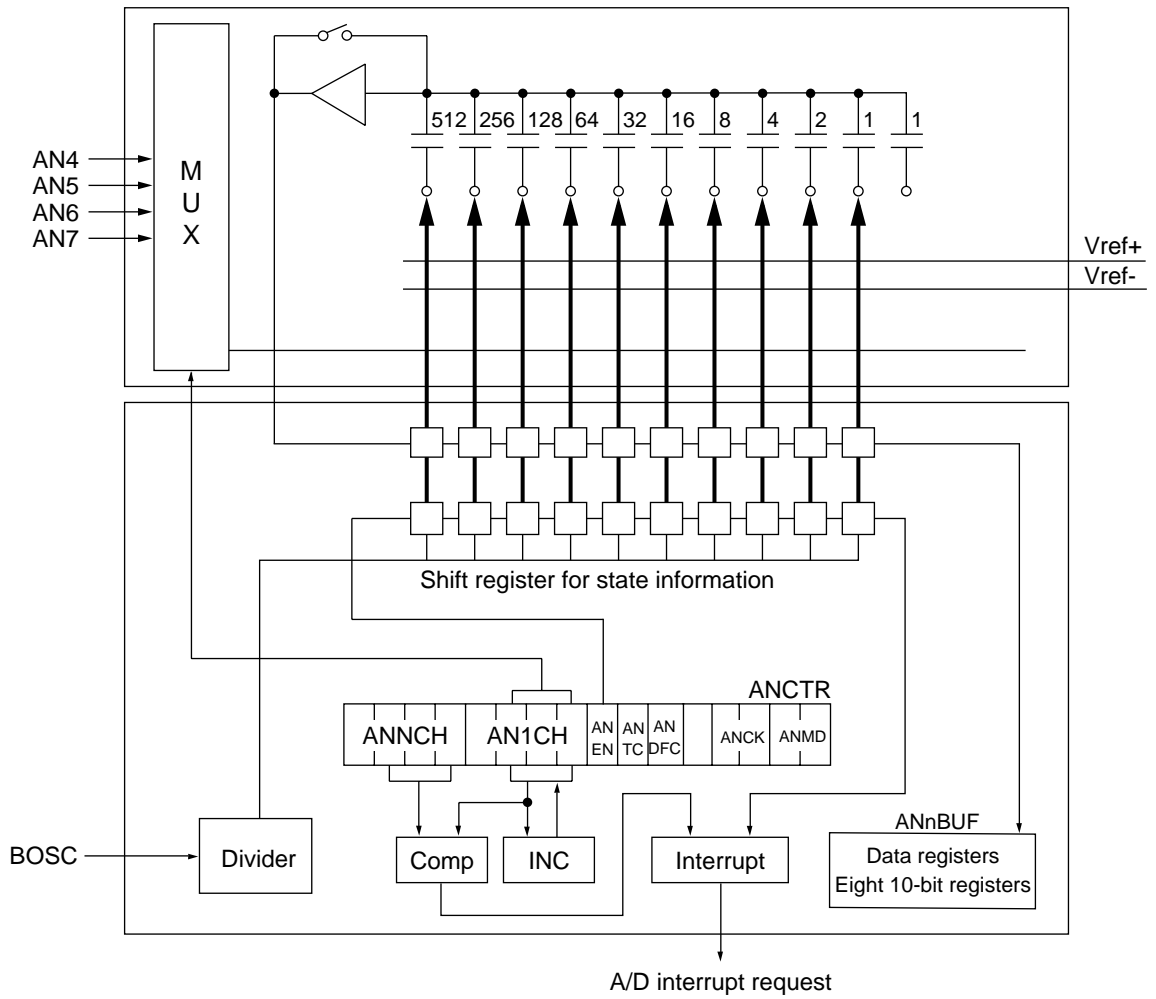 512 256 128 64 32 16 8 4 2 1 1
M
U
X
AN4
AN5
AN6
AN7
Vref+
Vref-
Shift register for state information
ANCTR
ANNCH AN1CH AN EN AN TC AN DFC ANCK ANMD
BOSC
Divider
Comp
INC
Interrupt
ANnBUF
Data registers
Eight 10-bit registers
A/D interrupt request